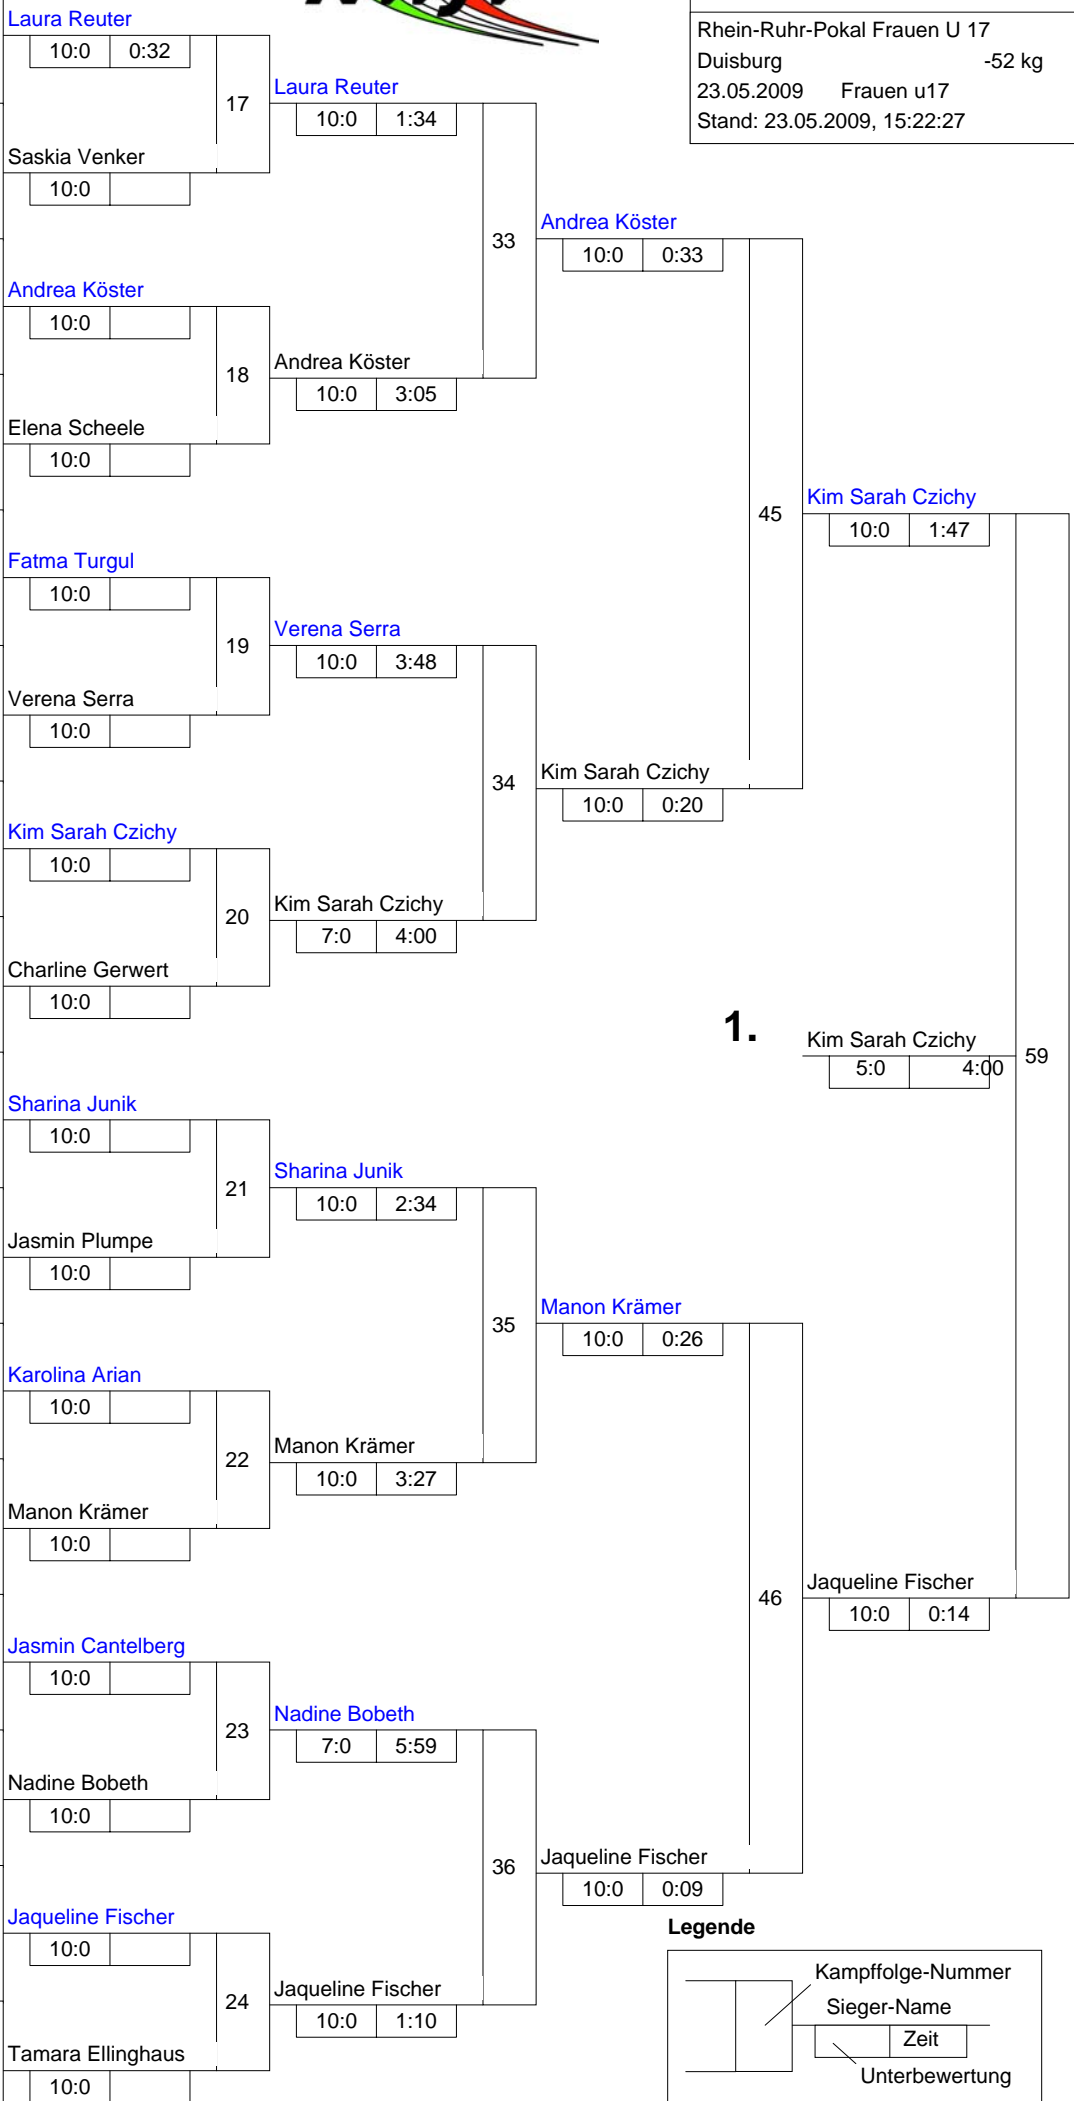 Rhein-Ruhr-Pokal Frauen U 17
Duisburg -52 kg
23.05.2009 Frauen u17
Stand: 23.05.2009, 15:22:27
Laura Reuter
10:0 0:32
17
Laura Reuter
10:0 1:34
Saskia Venker
10:0
33
Andrea Köster
10:0 0:33
Andrea Köster
10:0
18
Andrea Köster
10:0 3:05
Elena Scheele
10:0
45
Kim Sarah Czichy
10:0 1:47
Fatma Turgul
10:0
19
Verena Serra
10:0 3:48
Verena Serra
10:0
34
Kim Sarah Czichy
10:0 0:20
Kim Sarah Czichy
10:0
20
Kim Sarah Czichy
7:0 4:00
Charline Gerwert
10:0
1.
Kim Sarah Czichy
5:0 4:00
59
Sharina Junik
10:0
21
Sharina Junik
10:0 2:34
Jasmin Plumpe
10:0
35
Manon Krämer
10:0 0:26
Karolina Arian
10:0
22
Manon Krämer
10:0 3:27
Manon Krämer
10:0
46
Jaqueline Fischer
10:0 0:14
Jasmin Cantelberg
10:0
23
Nadine Bobeth
7:0 5:59
Nadine Bobeth
10:0
36
Jaqueline Fischer
10:0 0:09
Jaqueline Fischer
10:0
24
Jaqueline Fischer
10:0 1:10
Tamara Ellinghaus
10:0
Legende
Kampffolge-Nummer
Sieger-Name
Zeit
Unterbewertung